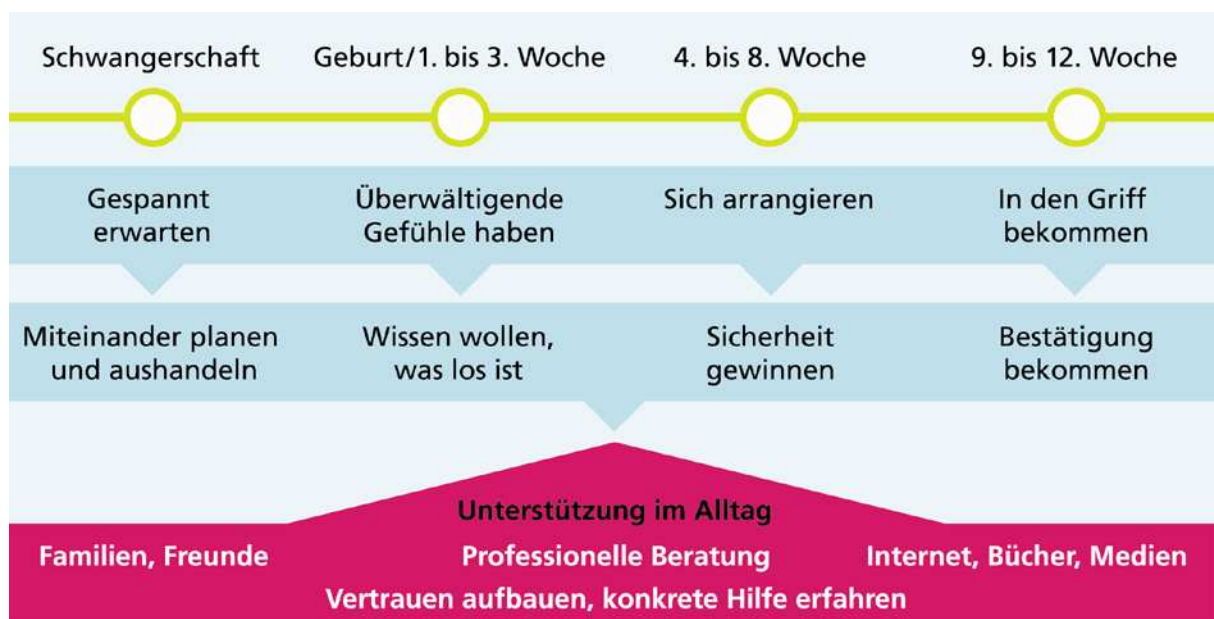 Schwangerschaft
Geburt/1. bis 3. Woche
4. bis 8. Woche
9. bis 12. Woche
Gespannt
erwarten
Überwältigende
Gefühle haben
Sich arrangieren
In den Griff
bekommen
Miteinander planen
und aushandeln
Wissen wollen,
was los ist
Sicherheit
gewinnen
Bestätigung
bekommen
Unterstützung im Alltag
Familien, Freunde
Professionelle Beratung
Internet, Bücher, Medien
Vertrauen aufbauen, konkrete Hilfe erfahren